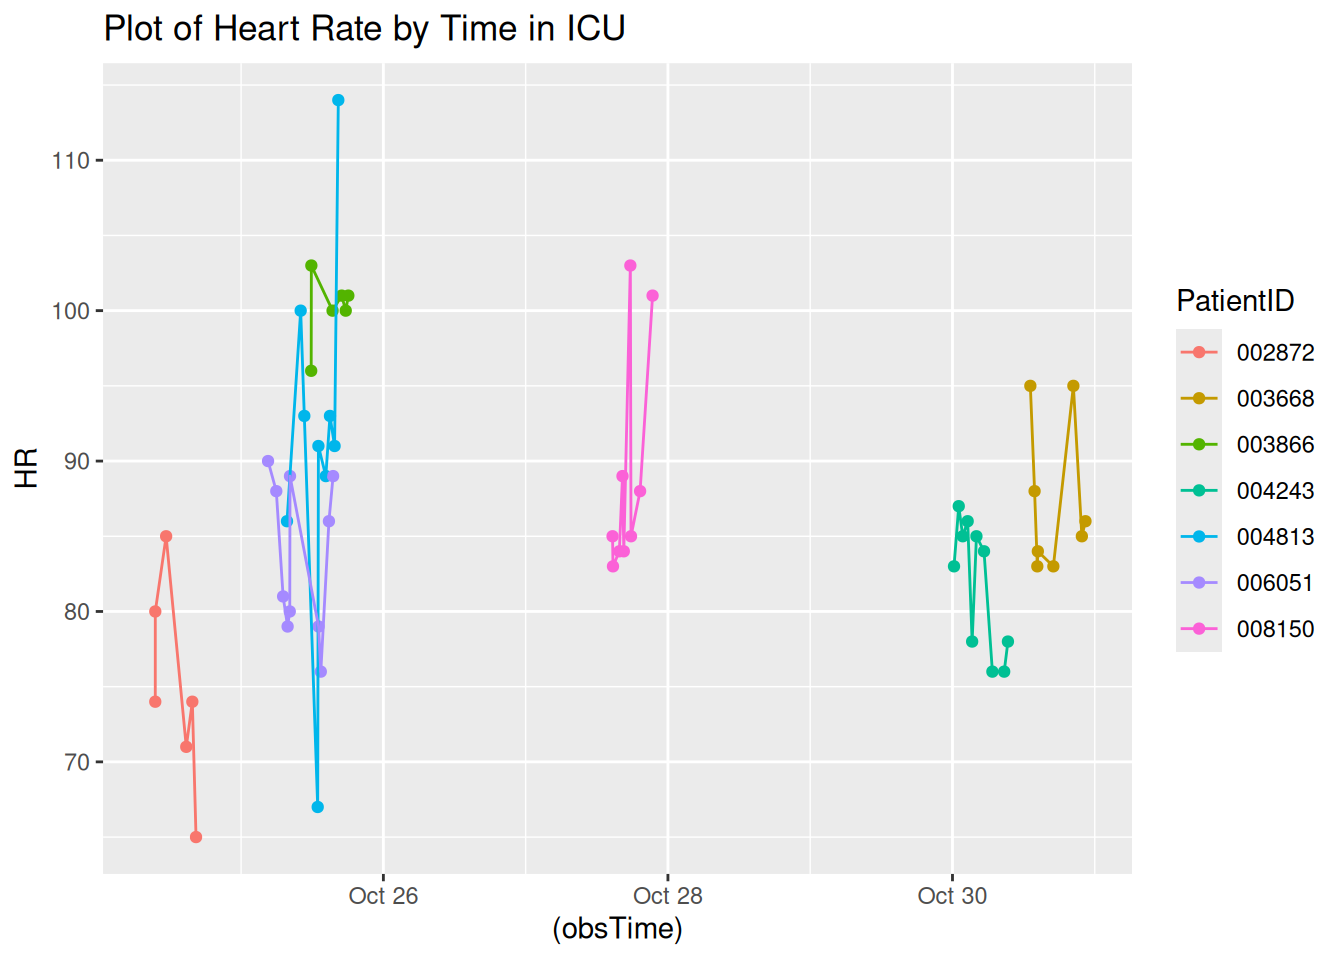 Plot of Heart Rate by Time in ICU
HR
110
100
90
80
70
Oct 26
Oct 28
Oct 30
(obsTime)
PatientID
002872
003668
003866
004243
004813
006051
008150